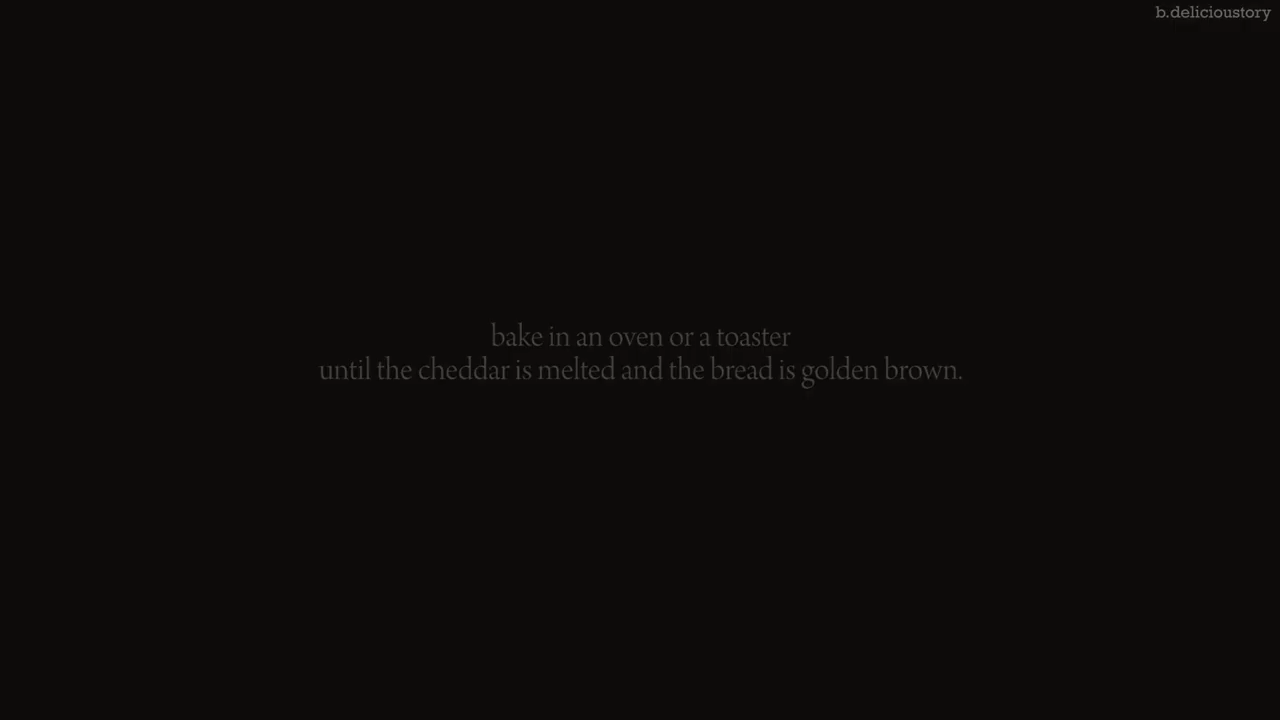 b.delicioustory
bake in an oven or a toaster
until the cheddar is melted and the bread is golden brown.